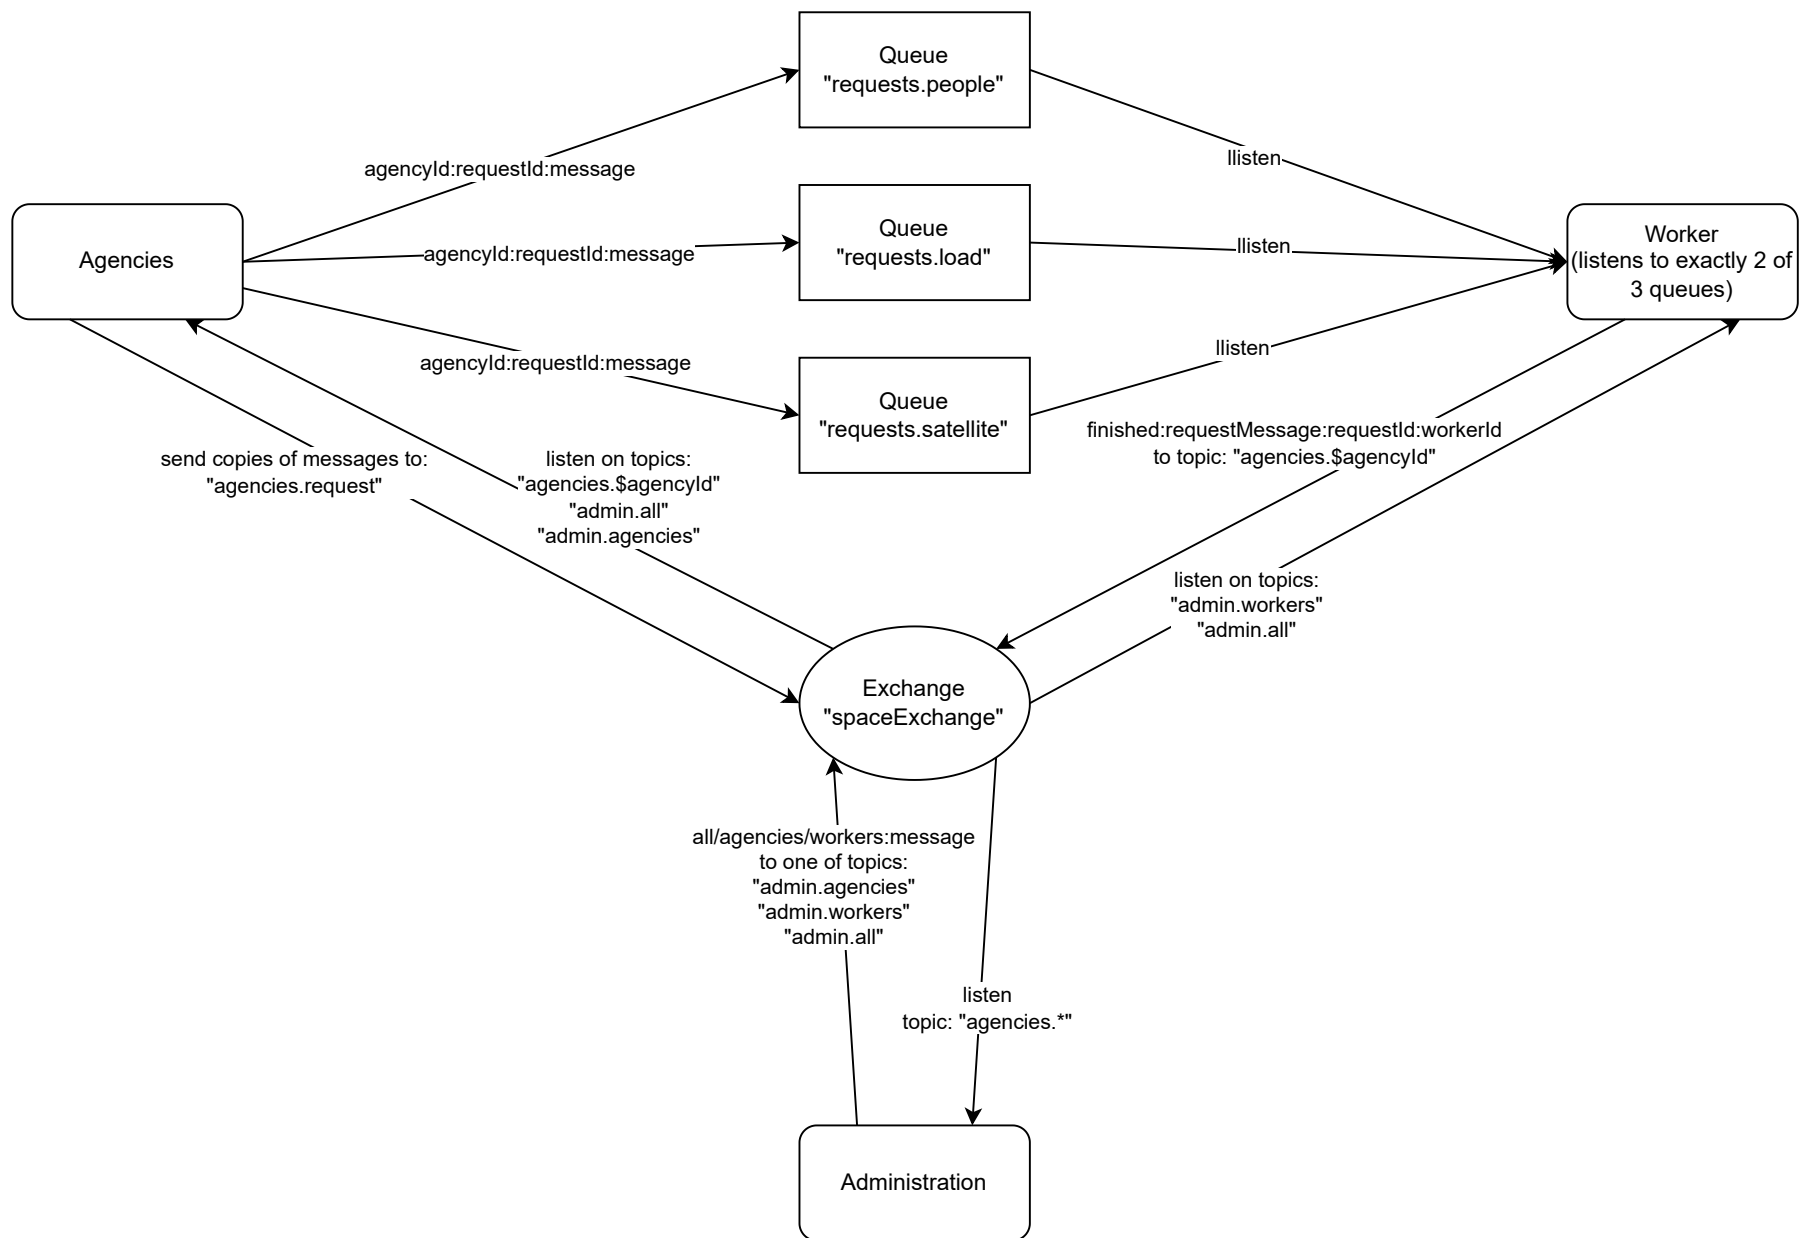 Queue
"requests.people"
agencyId:requestId:message
llisten
Queue
"requests.load"
Agencies
agencyId:requestId:message
llisten
Worker
(listens to exactly 2 of
3 queues)
agencyId:requestId:message
llisten
Queue
"requests.satellite"
send copies of messages to:
"agencies.request"
listen on topics:
"agencies.$agencyId"
"admin.all"
"admin.agencies"
finished:requestMessage:requestId:workerId
to topic: "agencies.$agencyId"
listen on topics:
"admin.workers"
"admin.all"
Exchange
"spaceExchange"
all/agencies/workers:message
to one of topics:
"admin.agencies"
"admin.workers"
"admin.all"
listen
topic: "agencies.*"
Administration